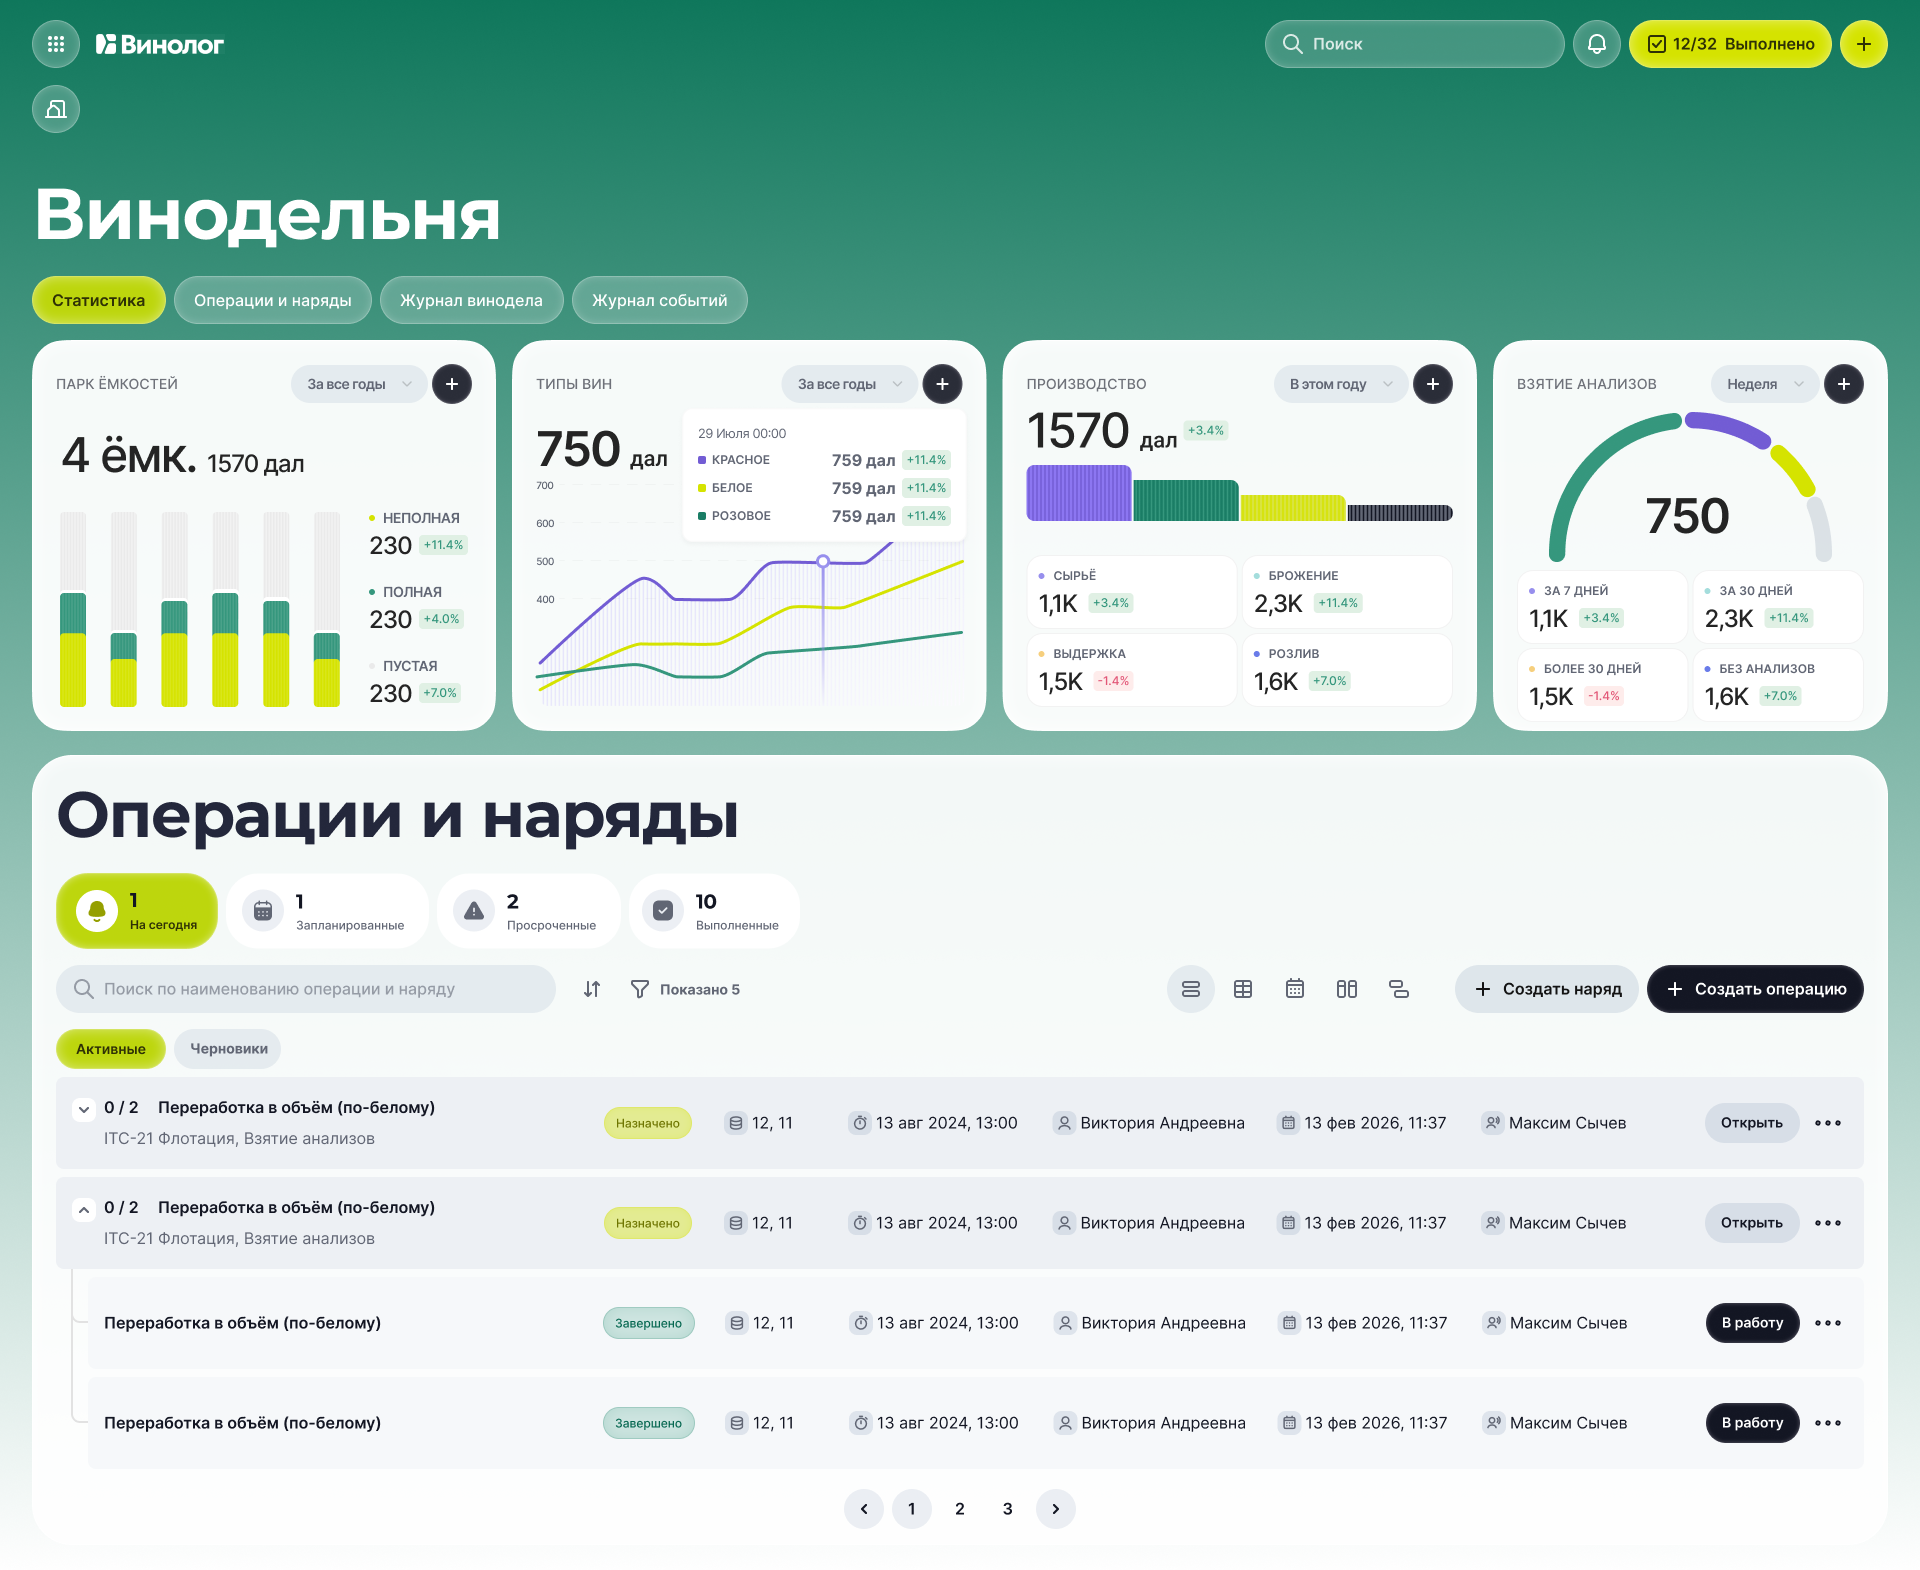 Винолог
Поиск
12/32 Выполнено
Винодельня
Статистика
Операции и наряды
Журнал винодела
Журнал событий
ПАРК ЁМКОСТЕЙ
За все годы
4 ёмк. 1570 дал
НЕПОЛНАЯ
230 +11.4%
ПОЛНАЯ
230 +4.0%
ПУСТАЯ
230 +7.0%
ТИПЫ ВИН
За все годы
750 дал
29 Июля 00:00
КРАСНОЕ 759 дал +11.4%
БЕЛОЕ 759 дал +11.4%
РОЗОВОЕ 759 дал +11.4%
700
600
500
400
ПРОИЗВОДСТВО
В этом году
1570 дал +3.4%
СЫРЬЁ
1,1K +3.4%
БРОЖЕНИЕ
2,3K +11.4%
ВЫДЕРЖКА
1,5K -1.4%
РОЗЛИВ
1,6K +7.0%
ВЗЯТИЕ АНАЛИЗОВ
Неделя
750
ЗА 7 ДНЕЙ
1,1K +3.4%
ЗА 30 ДНЕЙ
2,3K +11.4%
БОЛЕЕ 30 ДНЕЙ
1,5K -1.4%
БЕЗ АНАЛИЗОВ
1,6K +7.0%
Операции и наряды
1
На сегодня
1
Запланированные
2
Просроченные
10
Выполненные
Поиск по наименованию операции и наряду
Показано 5
Создать наряд
Создать операцию
Активные
Черновики
0 / 2 Переработка в объём (по-белому)
ITC-21 Флотация, Взятие анализов
Назначено
12, 11
13 авг 2024, 13:00
Виктория Андреевна
13 фев 2026, 11:37
Максим Сычев
Открыть
0 / 2 Переработка в объём (по-белому)
ITC-21 Флотация, Взятие анализов
Назначено
12, 11
13 авг 2024, 13:00
Виктория Андреевна
13 фев 2026, 11:37
Максим Сычев
Открыть
Переработка в объём (по-белому)
Завершено
12, 11
13 авг 2024, 13:00
Виктория Андреевна
13 фев 2026, 11:37
Максим Сычев
В работу
Переработка в объём (по-белому)
Завершено
12, 11
13 авг 2024, 13:00
Виктория Андреевна
13 фев 2026, 11:37
Максим Сычев
В работу
1 2 3